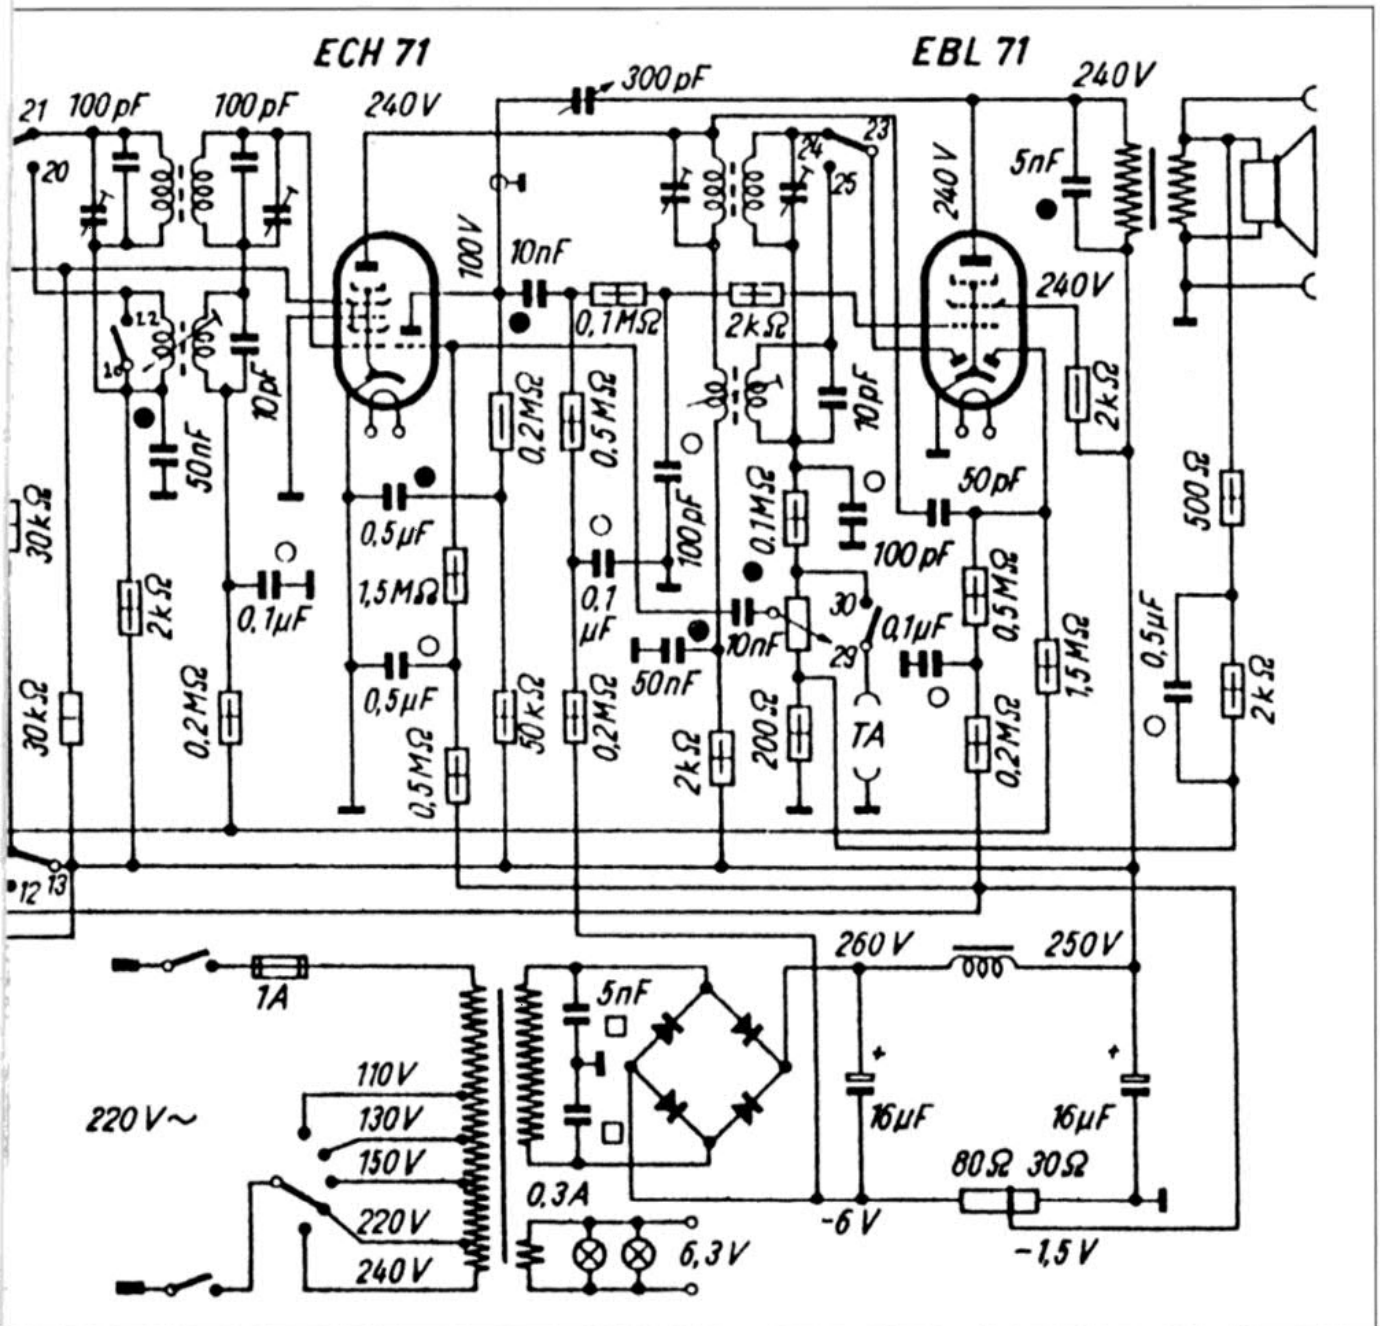 ECH 71
EBL 71
21
100pF
100pF
240V
300pF
240V
20
23
24
25
5nF
240V
100V
10nF
0,1MΩ
2kΩ
240V
22
10pF
50nF
0,2MΩ
0,5MΩ
10pF
2kΩ
30kΩ
0,5µF
100pF
0.1MΩ
50pF
100pF
500Ω
2kΩ
0.1µF
1,5MΩ
0,1
µF
10nF
30
29
0,1µF
0,5MΩ
1,5MΩ
0,5µF
2kΩ
30kΩ
0.2MΩ
0,5µF
50nF
0,5MΩ
50kΩ
0,2MΩ
2kΩ
200Ω
TA
0,2MΩ
12
13
260V
250V
1A
5nF
+
+
16µF
16µF
220V~
110V
130V
150V
220V
240V
0,3A
6,3V
80Ω 30Ω
-6V
-1,5V